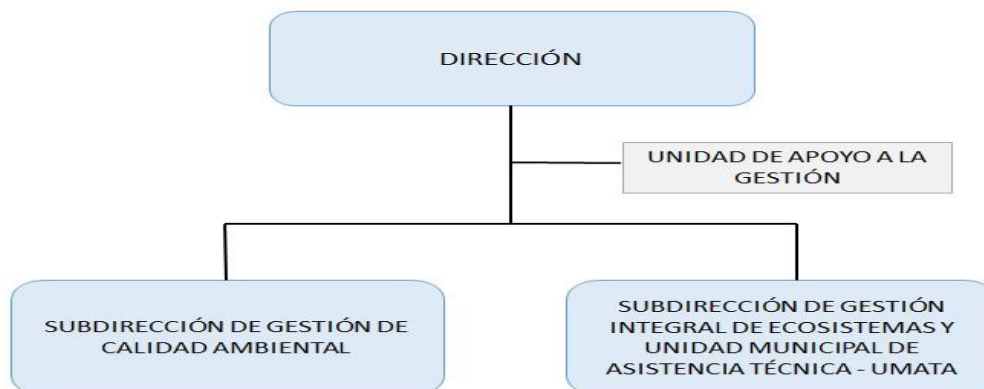 DIRECCIÓN
UNIDAD DE APOYO A LA
GESTIÓN
SUBDIRECCIÓN DE GESTIÓN DE
CALIDAD AMBIENTAL
SUBDIRECCIÓN DE GESTIÓN
INTEGRAL DE ECOSISTEMAS Y
UNIDAD MUNICIPAL DE
ASISTENCIA TÉCNICA - UMATA